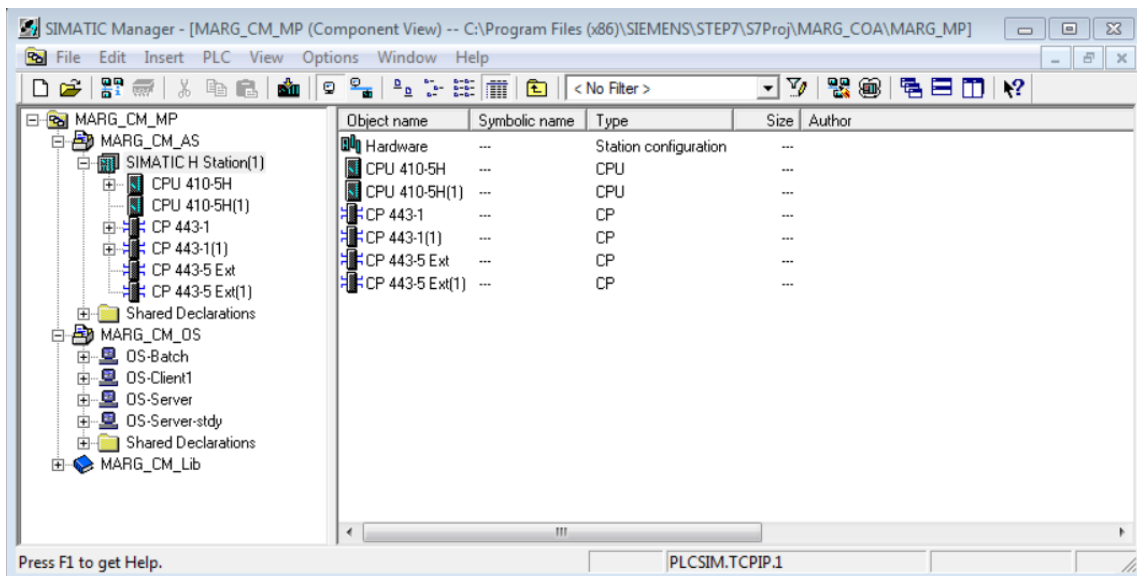 SIMATIC Manager - [MARG_CM_MP (Component View) -- C:\Program Files (x86)\SIEMENS\STEP7\S7Proj\MARG_COA\MARG_MP]
File Edit Insert PLC View Options Window Help
< No Filter >
MARG_CM_MP
MARG_CM_AS
SIMATIC H Station(1)
CPU 410-5H
CPU 410-5H(1)
CP 443-1
CP 443-1(1)
CP 443-5 Ext
CP 443-5 Ext(1)
Shared Declarations
MARG_CM_OS
OS-Batch
OS-Client1
OS-Server
OS-Server-stdy
Shared Declarations
MARG_CM_Lib
Object name Symbolic name Type Size Author
Hardware --- Station configuration ---
CPU 410-5H --- CPU ---
CPU 410-5H(1) --- CPU ---
CP 443-1 --- CP ---
CP 443-1(1) --- CP ---
CP 443-5 Ext --- CP ---
CP 443-5 Ext(1) --- CP ---
Press F1 to get Help. PLCSIM.TCPIP.1